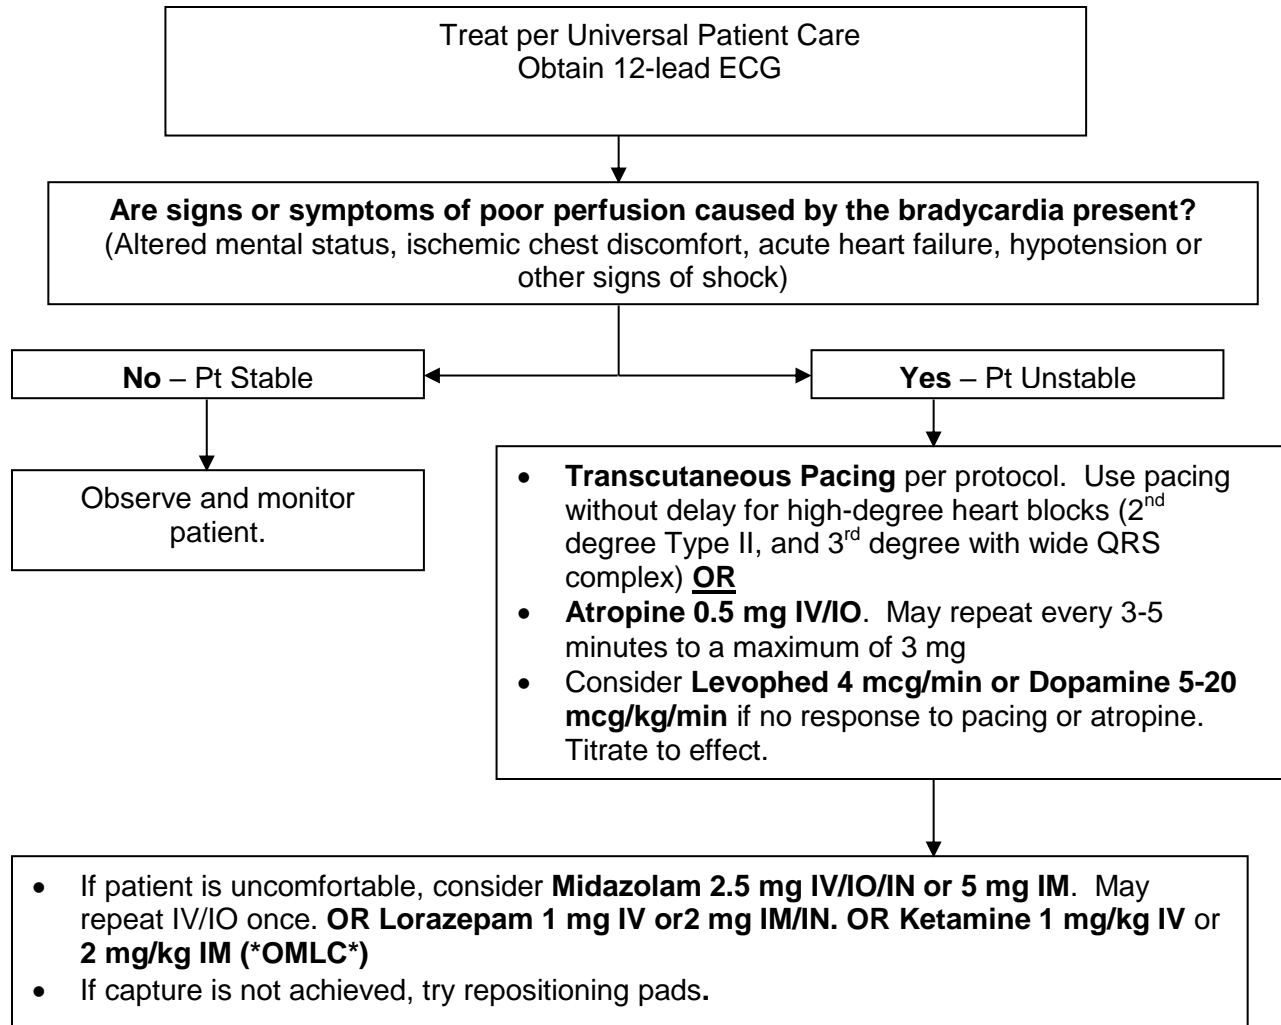 Treat per Universal Patient Care
Obtain 12-lead ECG
Are signs or symptoms of poor perfusion caused by the bradycardia present?
(Altered mental status, ischemic chest discomfort, acute heart failure, hypotension or
other signs of shock)
No – Pt Stable
Yes – Pt Unstable
Observe and monitor
patient.
• Transcutaneous Pacing per protocol.  Use pacing
without delay for high-degree heart blocks (2nd
degree Type II, and 3rd degree with wide QRS
complex) OR
• Atropine 0.5 mg IV/IO.  May repeat every 3-5
minutes to a maximum of 3 mg
• Consider Levophed 4 mcg/min or Dopamine 5-20
mcg/kg/min if no response to pacing or atropine.
Titrate to effect.
• If patient is uncomfortable, consider Midazolam 2.5 mg IV/IO/IN or 5 mg IM.  May
repeat IV/IO once. OR Lorazepam 1 mg IV or2 mg IM/IN. OR Ketamine 1 mg/kg IV or
2 mg/kg IM (*OMLC*)
• If capture is not achieved, try repositioning pads.